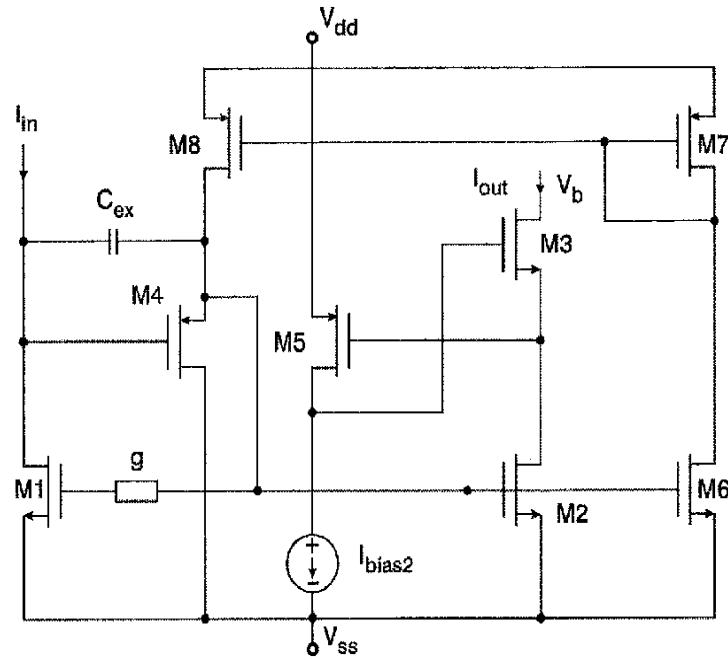 V_dd
I_in
M8
M7
I_out
V_b
C_ex
M3
M4
M5
g
M1
M2
M6
I_bias2
V_ss